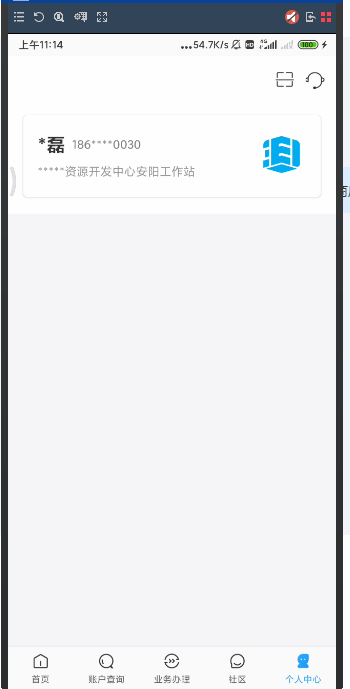 上午11:14
...54.7K/s HD 4G 100
*磊 186****0030
*****资源开发中心安阳工作站
首页
账户查询
业务办理
社区
个人中心